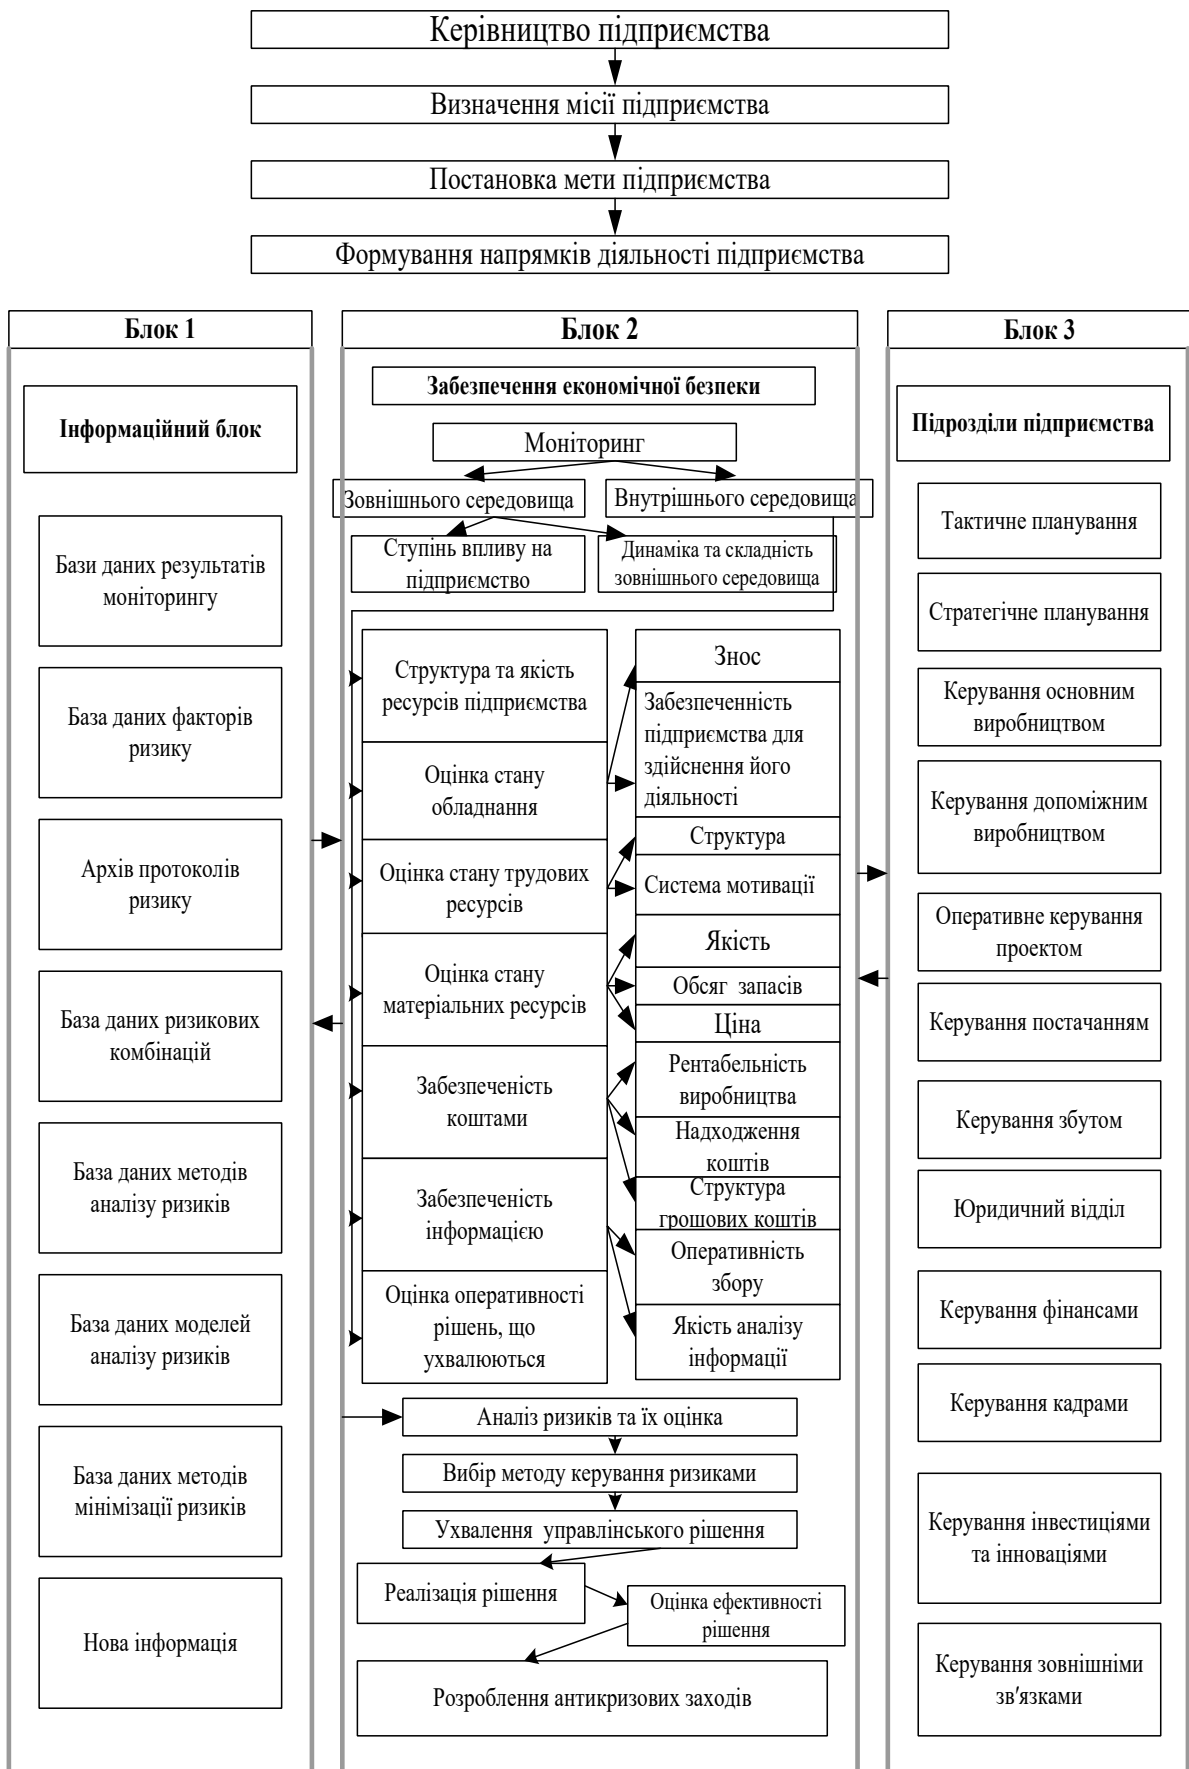 Керівництво підприємства
Визначення місії підприємства
Постановка мети підприємства
Формування напрямків діяльності підприємства
Блок 1
Інформаційний блок
Бази даних результатів
моніторингу
База даних факторів
ризику
Архів протоколів
ризику
База даних ризикових
комбінацій
База даних методів
аналізу ризиків
База даних моделей
аналізу ризиків
База даних методів
мінімізації ризиків
Нова інформація
Блок 2
Забезпечення економічної безпеки
Моніторинг
Зовнішнього середовища
Внутрішнього середовища
Ступінь впливу на
підприємство
Динаміка та складність
зовнішнього середовища
Структура та якість
ресурсів підприємства
Оцінка стану
обладнання
Оцінка стану трудових
ресурсів
Оцінка стану
матеріальних ресурсів
Забезпеченість
коштами
Забезпеченість
інформацією
Оцінка оперативності
рішень, що
ухвалюються
Знос
Забезпеченність
підприємства для
здійснення його
діяльності
Структура
Система мотивації
Якість
Обсяг запасів
Ціна
Рентабельність
виробництва
Надходження
коштів
Структура
грошових коштів
Оперативність
збору
Якість аналізу
інформації
Аналіз ризиків та їх оцінка
Вибір методу керування ризиками
Ухвалення управлінського рішення
Реалізація рішення
Оцінка ефективності
рішення
Розроблення антикризових заходів
Блок 3
Підрозділи підприємства
Тактичне планування
Стратегічне планування
Керування основним
виробництвом
Керування допоміжним
виробництвом
Оперативне керування
проектом
Керування постачанням
Керування збутом
Юридичний відділ
Керування фінансами
Керування кадрами
Керування інвестиціями
та інноваціями
Керування зовнішніми
зв'язками